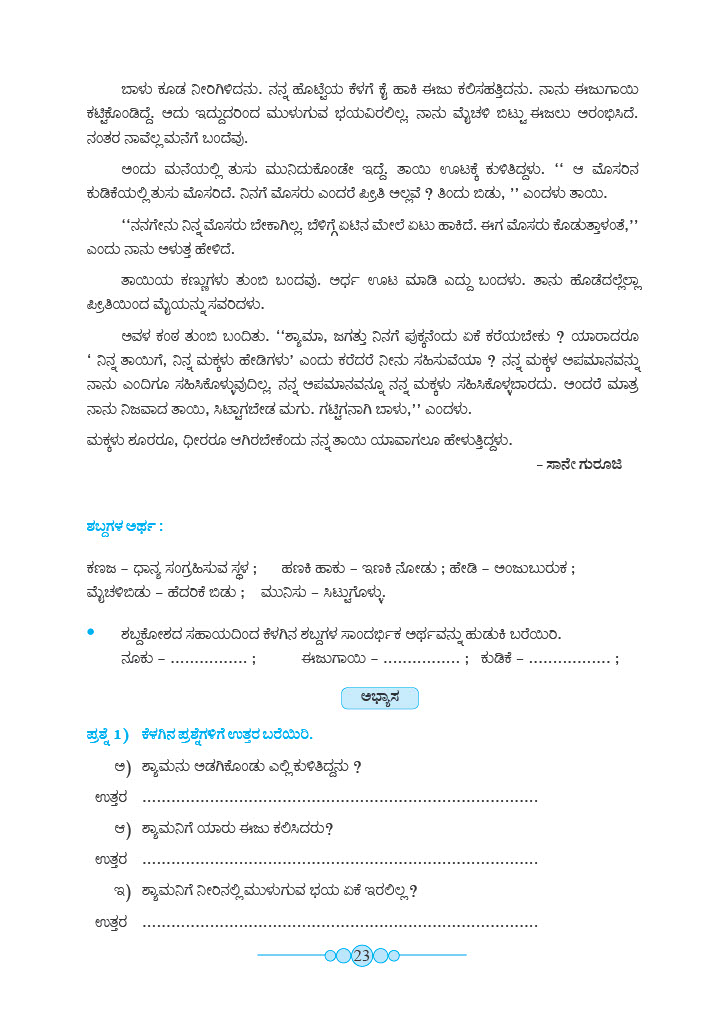 ಬಾಳು ಕೂಡ ನೀರಿಗಿಳಿದನು. ನನ್ನ ಹೊಟ್ಟೆಯ ಕೆಳಗೆ ಕೈ ಹಾಕಿ ಈಜು ಕಲಿಸಹತ್ತಿದನು. ನಾನು ಈಜುಗಾಯಿ
ಕಟ್ಟಿಕೊಂಡಿದ್ದೆ. ಅದು ಇದ್ದುದರಿಂದ ಮುಳುಗುವ ಭಯವಿರಲಿಲ್ಲ. ನಾನು ಮೈಚಳಿ ಬಿಟ್ಟು ಈಜಲು ಆರಂಭಿಸಿದೆ.
ನಂತರ ನಾವೆಲ್ಲ ಮನೆಗೆ ಬಂದೆವು.
ಅಂದು ಮನೆಯಲ್ಲಿ ತುಸು ಮುನಿದುಕೊಂಡೇ ಇದ್ದೆ. ತಾಯಿ ಊಟಕ್ಕೆ ಕುಳಿತಿದ್ದಳು. ‘‘ ಆ ಮೊಸರಿನ
ಕುಡಿಕೆಯಲ್ಲಿ ತುಸು ಮೊಸರಿದೆ. ನಿನಗೆ ಮೊಸರು ಎಂದರೆ ಪ್ರೀತಿ ಅಲ್ಲವೆ ? ತಿಂದು ಬಿಡು, ’’ ಎಂದಳು ತಾಯಿ.
‘‘ನನಗೇನು ನಿನ್ನ ಮೊಸರು ಬೇಕಾಗಿಲ್ಲ. ಬೆಳಿಗ್ಗೆ ಏಟಿನ ಮೇಲೆ ಏಟು ಹಾಕಿದೆ. ಈಗ ಮೊಸರು ಕೊಡುತ್ತಾಳಂತೆ,’’
ಎಂದು ನಾನು ಅಳುತ್ತ ಹೇಳಿದೆ.
ತಾಯಿಯ ಕಣ್ಣುಗಳು ತುಂಬಿ ಬಂದವು. ಅರ್ಧ ಊಟ ಮಾಡಿ ಎದ್ದು ಬಂದಳು. ತಾನು ಹೊಡೆದಲ್ಲೆಲ್ಲಾ
ಪ್ರೀತಿಯಿಂದ ಮೈಯನ್ನು ಸವರಿದಳು.
ಅವಳ ಕಂಠ ತುಂಬಿ ಬಂದಿತು. ‘‘ಶ್ಯಾಮಾ, ಜಗತ್ತು ನಿನಗೆ ಪುಕ್ಕನೆಂದು ಏಕೆ ಕರೆಯಬೇಕು ? ಯಾರಾದರೂ
‘ ನಿನ್ನ ತಾಯಿಗೆ, ನಿನ್ನ ಮಕ್ಕಳು ಹೇಡಿಗಳು’ ಎಂದು ಕರೆದರೆ ನೀನು ಸಹಿಸುವೆಯಾ ? ನನ್ನ ಮಕ್ಕಳ ಅಪಮಾನವನ್ನು
ನಾನು ಎಂದಿಗೂ ಸಹಿಸಿಕೊಳ್ಳುವುದಿಲ್ಲ. ನನ್ನ ಅಪಮಾನವನ್ನೂ ನನ್ನ ಮಕ್ಕಳು ಸಹಿಸಿಕೊಳ್ಳಬಾರದು. ಅಂದರೆ ಮಾತ್ರ
ನಾನು ನಿಜವಾದ ತಾಯಿ, ಸಿಟ್ಟಾಗಬೇಡ ಮಗು. ಗಟ್ಟಿಗನಾಗಿ ಬಾಳು,’’ ಎಂದಳು.
ಮಕ್ಕಳು ಶೂರರೂ, ಧೀರರೂ ಆಗಿರಬೇಕೆಂದು ನನ್ನ ತಾಯಿ ಯಾವಾಗಲೂ ಹೇಳುತ್ತಿದ್ದಳು.
– ಸಾನೇ ಗುರೂಜಿ
ಶಬ್ದಗಳ ಅರ್ಥ :
ಕಣಜ – ಧಾನ್ಯ ಸಂಗ್ರಹಿಸುವ ಸ್ಥಳ ; ಹಣಕಿ ಹಾಕು – ಇಣಕಿ ನೋಡು ; ಹೇಡಿ – ಅಂಜುಬುರುಕ ;
ಮೈಚಳಿಬಿಡು – ಹೆದರಿಕೆ ಬಿಡು ; ಮುನಿಸು – ಸಿಟ್ಟುಗೊಳ್ಳು.
• ಶಬ್ದಕೋಶದ ಸಹಾಯದಿಂದ ಕೆಳಗಿನ ಶಬ್ದಗಳ ಸಾಂದರ್ಭಿಕ ಅರ್ಥವನ್ನು ಹುಡುಕಿ ಬರೆಯಿರಿ.
ನೂಕು – ................ ; ಈಜುಗಾಯಿ – ................ ; ಕುಡಿಕೆ – ................. ;
ಅಭ್ಯಾಸ
ಪ್ರಶ್ನೆ 1) ಕೆಳಗಿನ ಪ್ರಶ್ನೆಗಳಿಗೆ ಉತ್ತರ ಬರೆಯಿರಿ.
ಅ) ಶ್ಯಾಮನು ಅಡಗಿಕೊಂಡು ಎಲ್ಲಿ ಕುಳಿತಿದ್ದನು ?
ಉತ್ತರ ..................................................................................
ಆ) ಶ್ಯಾಮನಿಗೆ ಯಾರು ಈಜು ಕಲಿಸಿದರು?
ಉತ್ತರ ..................................................................................
ಇ) ಶ್ಯಾಮನಿಗೆ ನೀರಿನಲ್ಲಿ ಮುಳುಗುವ ಭಯ ಏಕೆ ಇರಲಿಲ್ಲ ?
ಉತ್ತರ ..................................................................................
23